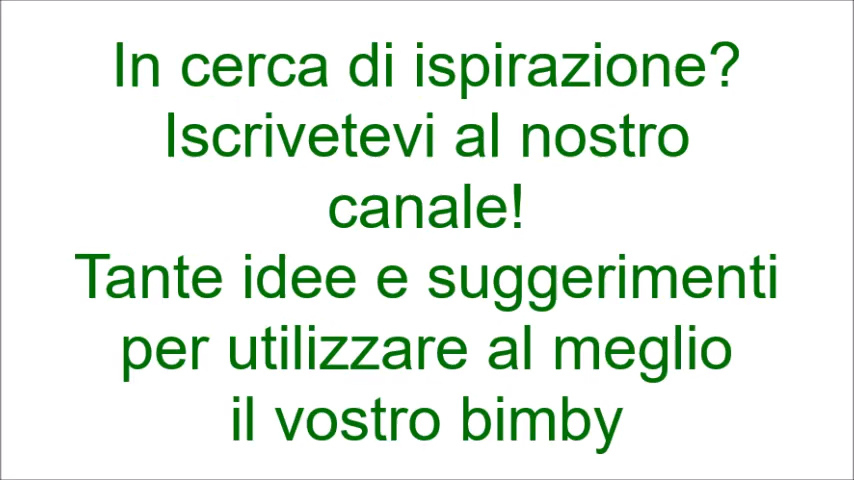 In cerca di ispirazione?
Iscrivetevi al nostro
canale!
Tante idee e suggerimenti
per utilizzare al meglio
il vostro bimby